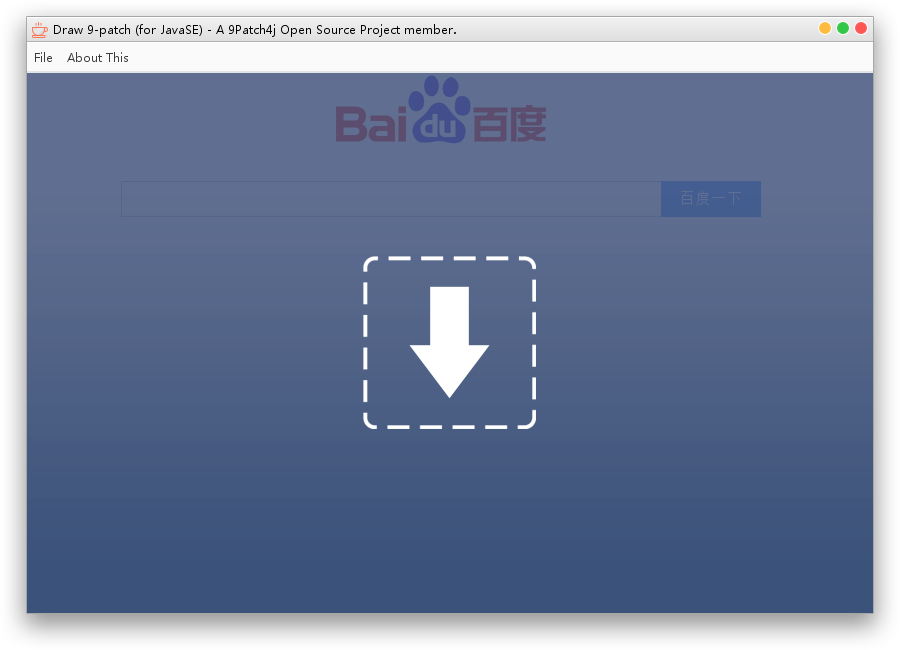 Draw 9-patch (for JavaSE) - A 9Patch4j Open Source Project member.
File About This
Bai du 百度
百度一下